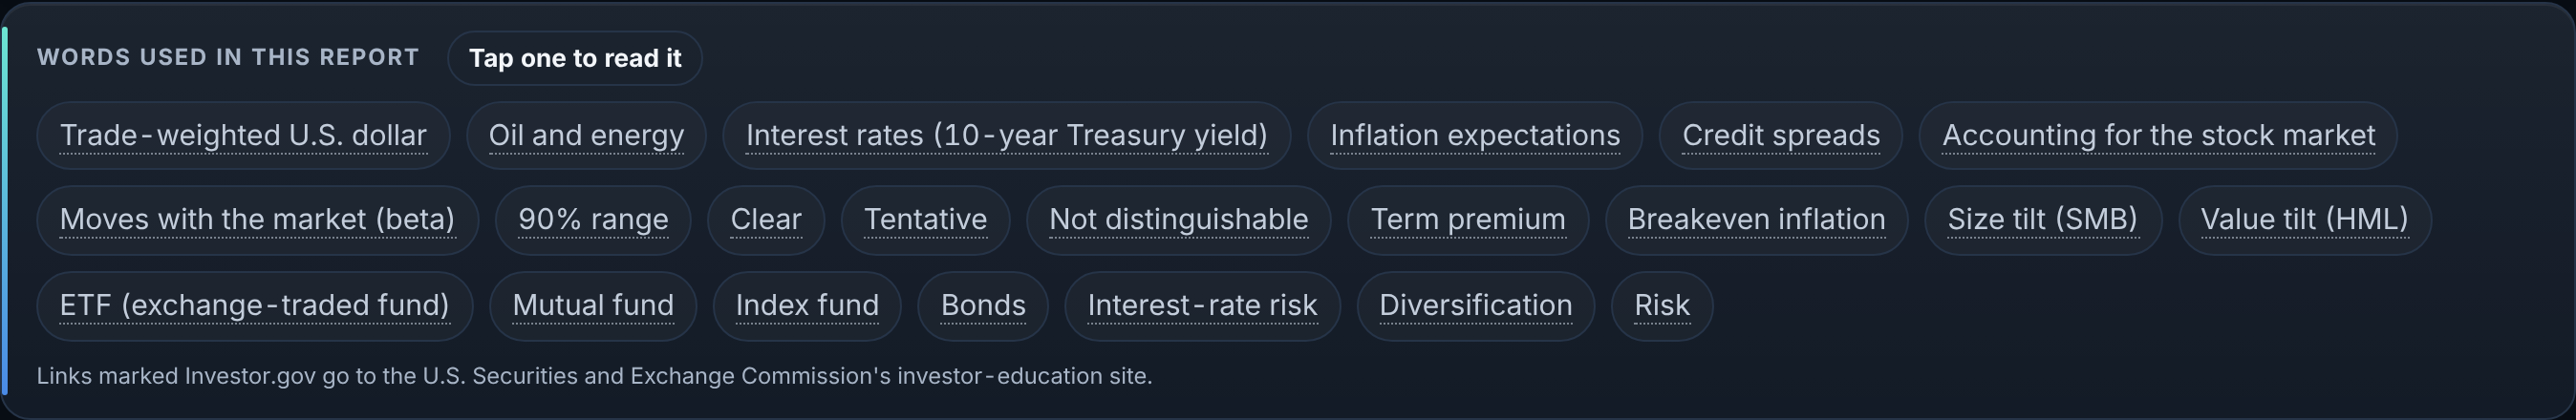 WORDS USED IN THIS REPORT Tap one to read it
Trade-weighted U.S. dollar Oil and energy Interest rates (10-year Treasury yield) Inflation expectations Credit spreads Accounting for the stock market
Moves with the market (beta) 90% range Clear Tentative Not distinguishable Term premium Breakeven inflation Size tilt (SMB) Value tilt (HML)
ETF (exchange-traded fund) Mutual fund Index fund Bonds Interest-rate risk Diversification Risk
Links marked Investor.gov go to the U.S. Securities and Exchange Commission's investor-education site.